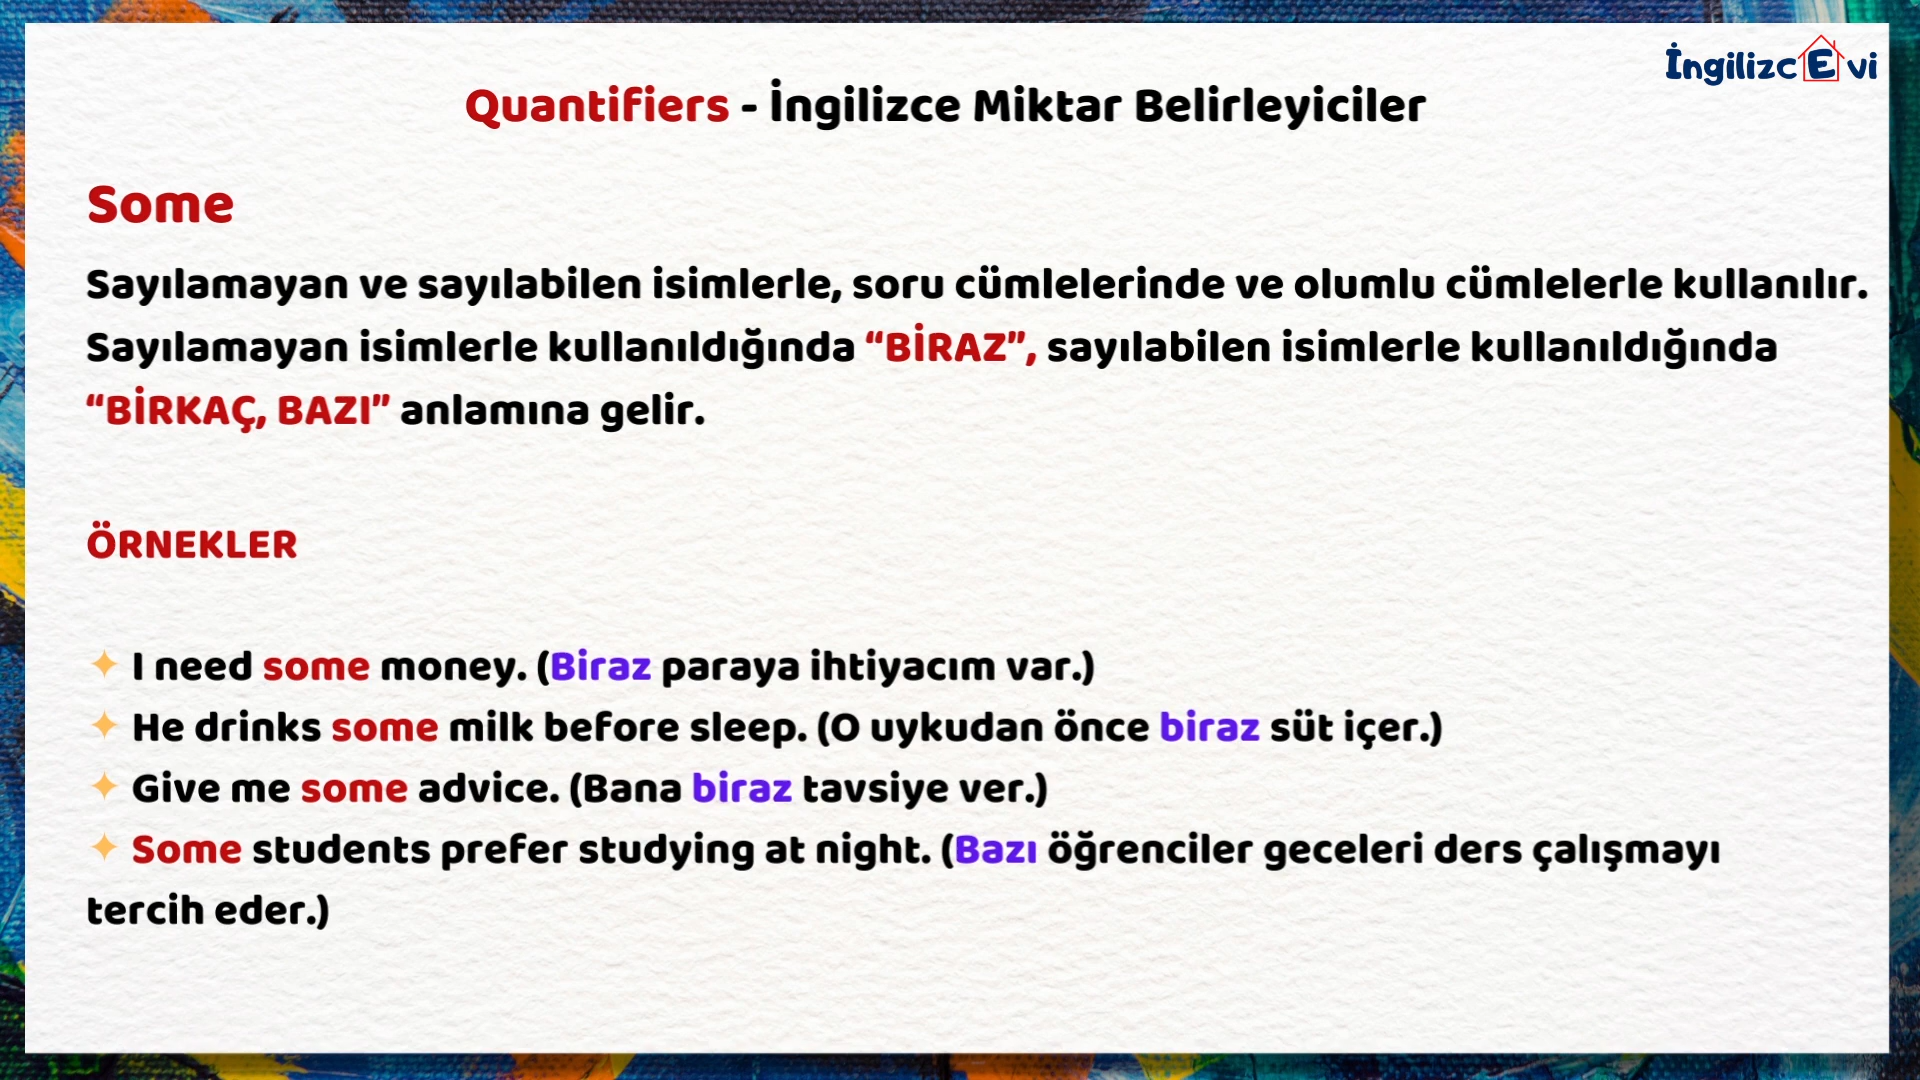 İngilizcEvi
Quantifiers - İngilizce Miktar Belirleyiciler
Some
Sayılamayan ve sayılabilen isimlerle, soru cümlelerinde ve olumlu cümlelerle kullanılır.
Sayılamayan isimlerle kullanıldığında “BİRAZ”, sayılabilen isimlerle kullanıldığında
“BİRKAÇ, BAZI” anlamına gelir.
ÖRNEKLER
✦ I need some money. (Biraz paraya ihtiyacım var.)
✦ He drinks some milk before sleep. (O uykudan önce biraz süt içer.)
✦ Give me some advice. (Bana biraz tavsiye ver.)
✦ Some students prefer studying at night. (Bazı öğrenciler geceleri ders çalışmayı
tercih eder.)